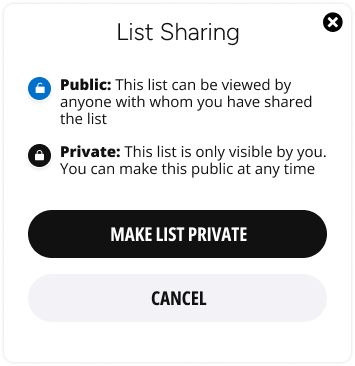 List Sharing
Public: This list can be viewed by
anyone with whom you have shared
the list
Private: This list is only visible by you.
You can make this public at any time
MAKE LIST PRIVATE
CANCEL